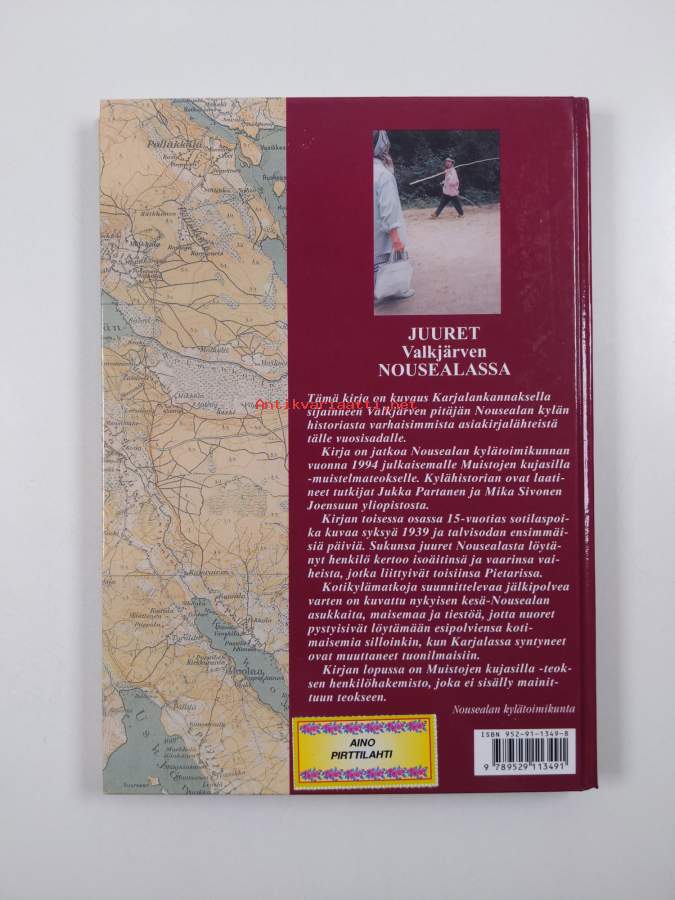 JUURET
Valkjärven
NOUSEALASSA
Tämä kirja on kuvaus Karjalankannaksella
sijainneen Valkjärven pitäjän Nousealan kylän
historiasta varhaisimmista asiakirjalähteistä
tälle vuosisadalle.
Kirja on jatkoa Nousealan kylätoimikunnan
vuonna 1994 julkaisemalle Muistojen kujasilla
-muistelmateokselle. Kylähistorian ovat laati-
neet tutkijat Jukka Partanen ja Mika Sivonen
Joensuun yliopistosta.
Kirjan toisessa osassa 15-vuotias sotilaspoi-
ka kuvaa syksyä 1939 ja talvisodan ensimmäi-
siä päiviä. Sukunsa juuret Nousealasta löytä-
nyt henkilö kertoo isoäitinsä ja vaarinsa vai-
heista, jotka liittyivät toisiinsa Pietarissa.
Kotikylämatkoja suunnittelevaa jälkipolvea
varten on kuvattu nykyisen kesä-Nousealan
asukkaita, maisemaa ja tiestöä, jotta nuoret
pystyisivät löytämään esipolviensa koti-
maisemia silloinkin, kun Karjalassa syntyneet
ovat muuttaneet tuonilmaisiin.
Kirjan lopussa on Muistojen kujasilla -teok-
sen henkilöhakemisto, joka ei sisälly mainit-
tuun teokseen.
Nousealan kylätoimikunta
AINO
PIRTTILAHTI
ISBN 952-91-1349-8
9 789529 113491
Antikvariaatti.net
Pöllakkala
Muolaa